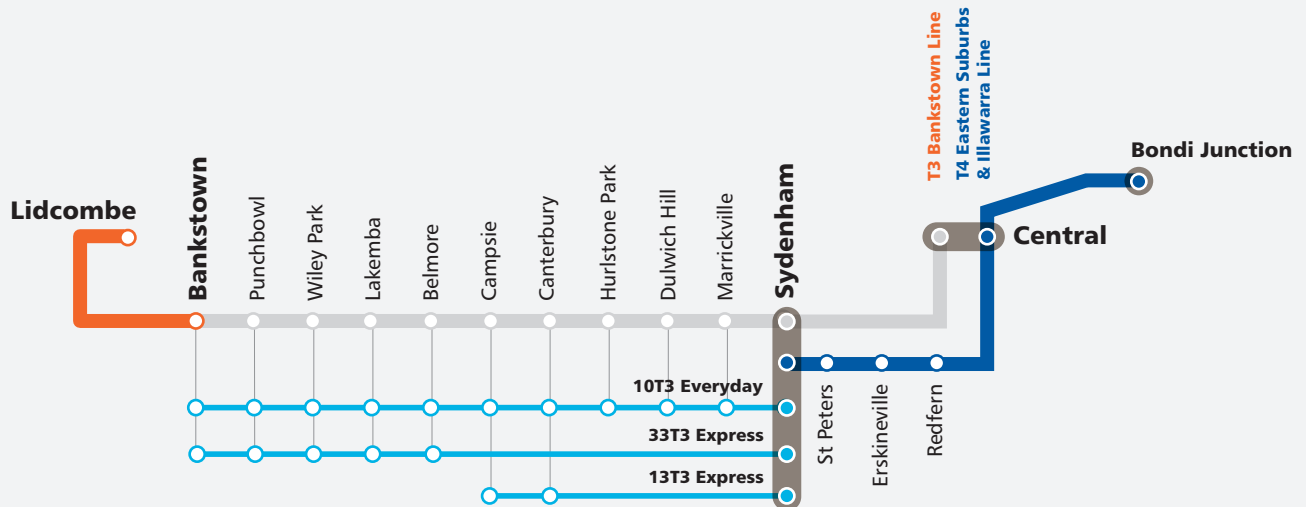 T3 Bankstown Line
T4 Eastern Suburbs
& Illawarra Line
Bondi Junction
Lidcombe
Bankstown
Punchbowl
Wiley Park
Lakemba
Belmore
Campsie
Canterbury
Hurlstone Park
Dulwich Hill
Marrickville
Sydenham
Central
10T3 Everyday
33T3 Express
13T3 Express
St Peters
Erskineville
Redfern